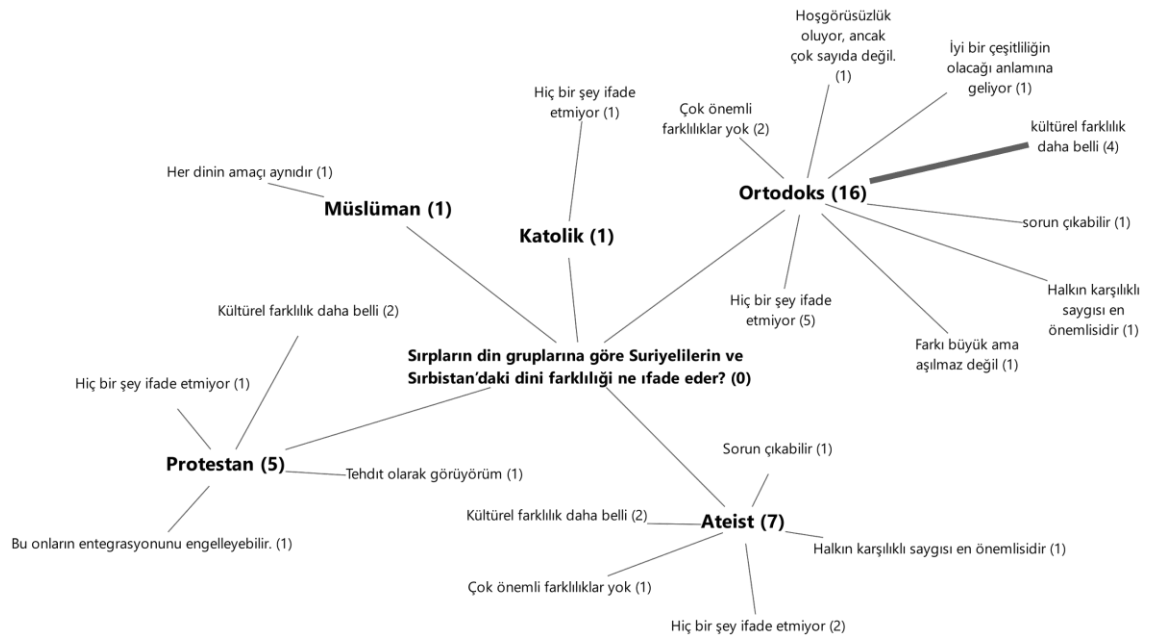 Hoşgörüsüzlük
oluyor, ancak
çok sayıda değil.
(1)
İyi bir çeşitliliğin
olacağı anlamına
geliyor (1)
Hiç bir şey ifade
etmiyor (1)
Çok önemli
farklılıklar yok (2)
kültürel farklılık
daha belli (4)
Her dinin amaçı aynıdır (1)
Ortodoks (16)
Müslüman (1)
Katolik (1)
sorun çıkabilir (1)
Hiç bir şey ifade
etmiyor (5)
Halkın karşılıklı
saygısı en
önemlisidir (1)
Kültürel farklılık daha belli (2)
Farkı büyük ama
aşılmaz değil (1)
Sırpların din gruplarına göre Suriyelilerin ve
Sırbistan’daki dini farklılıği ne ıfade eder? (0)
Hiç bir şey ifade etmiyor (1)
Protestan (5)
Tehdıt olarak görüyörüm (1)
Sorun çıkabilir (1)
Kültürel farklılık daha belli (2)
Ateist (7)
Bu onların entegrasyonunu engelleyebilir. (1)
Halkın karşılıklı saygısı en önemlisidir (1)
Çok önemli farklılıklar yok (1)
Hiç bir şey ifade etmiyor (2)